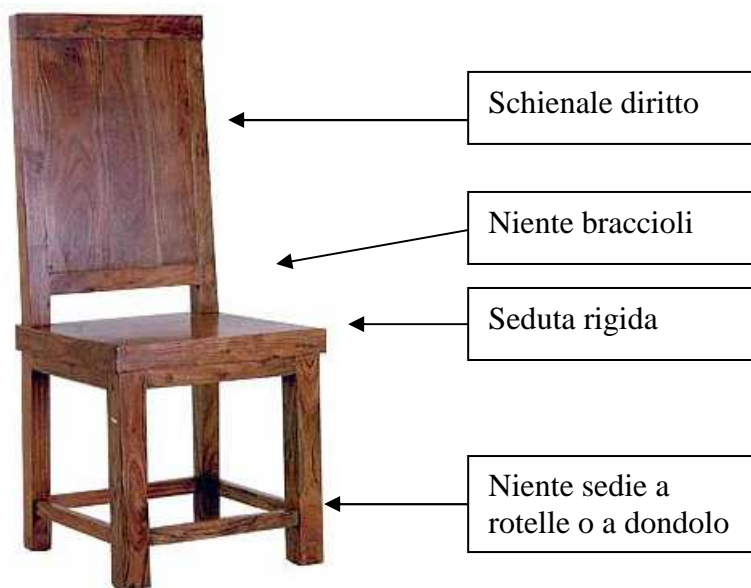 Schienale diritto
Niente braccioli
Seduta rigida
Niente sedie a
rotelle o a dondolo